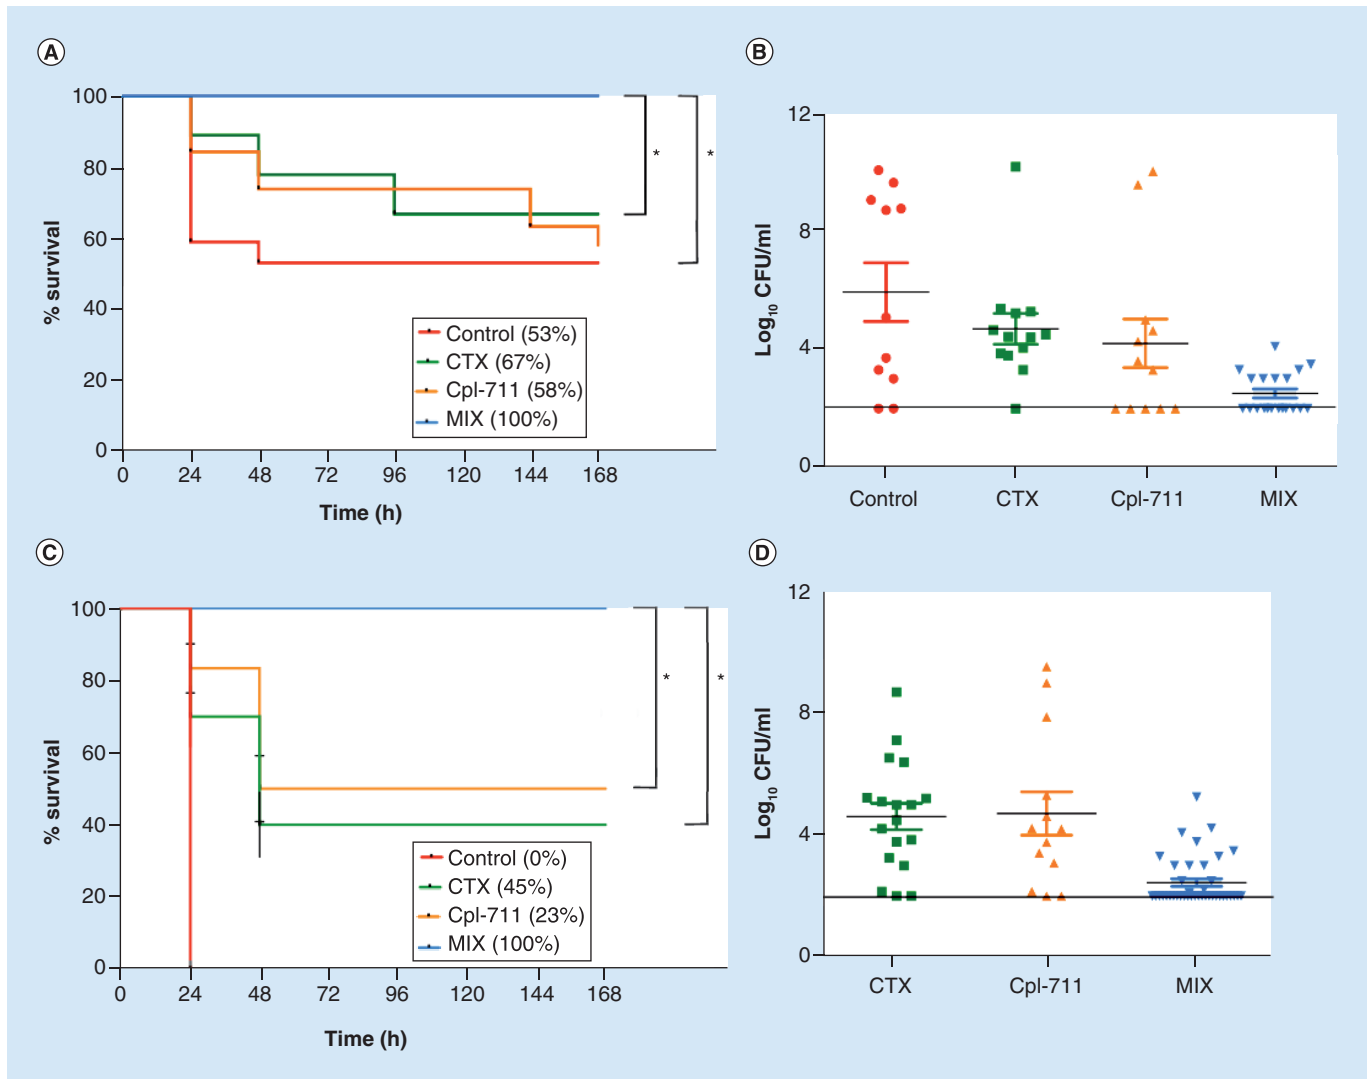 A
100
80
60
40
20
0
% survival
0 24 48 72 96 120 144 168
Time (h)
Control (53%)
CTX (67%)
Cpl-711 (58%)
MIX (100%)
*
*
B
12
8
4
0
Log10 CFU/ml
Control CTX Cpl-711 MIX
C
100
80
60
40
20
0
% survival
0 24 48 72 96 120 144 168
Time (h)
Control (0%)
CTX (45%)
Cpl-711 (23%)
MIX (100%)
*
*
D
12
8
4
0
Log10 CFU/ml
CTX Cpl-711 MIX